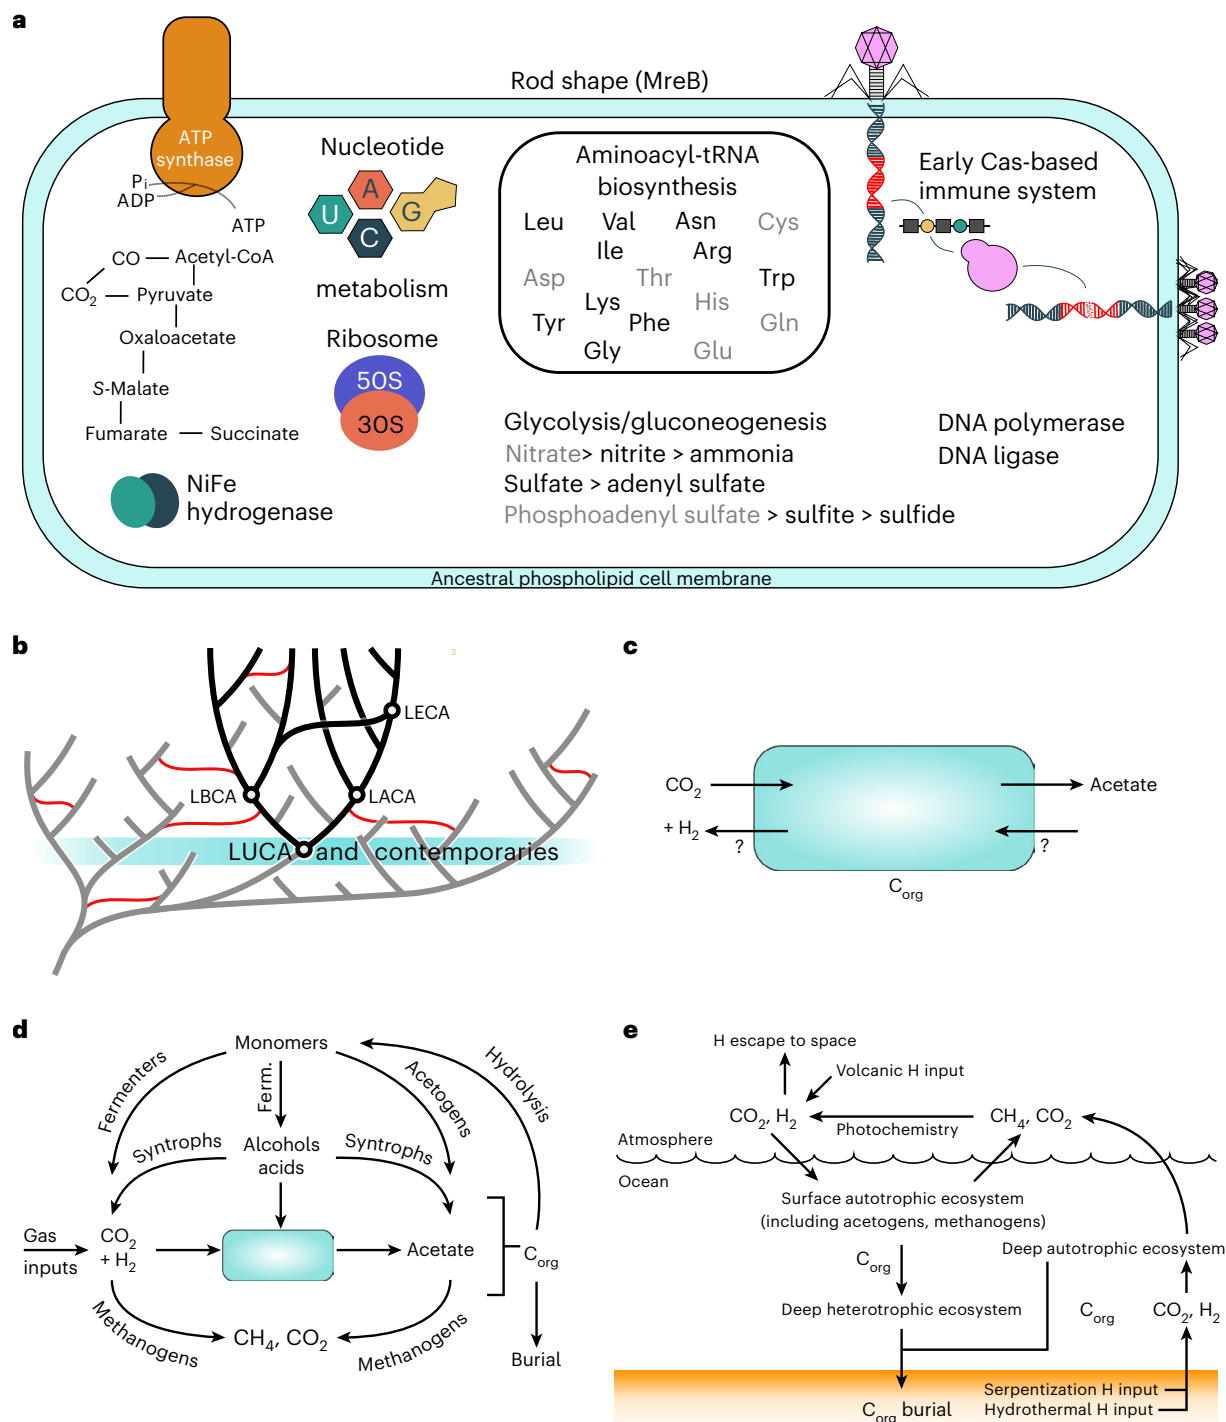 a
Rod shape (MreB)
ATP
synthase
Pi
ADP
ATP
CO
Acetyl-CoA
CO2
Pyruvate
Oxaloacetate
S-Malate
Fumarate
Succinate
NiFe
hydrogenase
Nucleotide
A
U
G
C
metabolism
Ribosome
50S
30S
Aminoacyl-tRNA
biosynthesis
Leu Val Asn Cys
Ile Arg
Asp Thr Trp
Lys His
Tyr Phe Gln
Gly Glu
Early Cas-based
immune system
Glycolysis/gluconeogenesis
Nitrate> nitrite > ammonia
Sulfate > adenyl sulfate
Phosphoadenyl sulfate > sulfite > sulfide
DNA polymerase
DNA ligase
Ancestral phospholipid cell membrane
b
3
LECA
LBCA
LACA
LUCA and contemporaries
c
CO2
+ H2
?
Acetate
?
Corg
d
Monomers
Fermenters
Ferm.
Acetogens
Hydrolysis
Syntrophs
Alcohols
acids
Syntrophs
Gas
inputs
CO2
+ H2
Acetate
Corg
Methanogens
CH4, CO2
Methanogens
Burial
e
H escape to space
Volcanic H input
CO2, H2
Photochemistry
CH4, CO2
Atmosphere
Ocean
Surface autotrophic ecosystem
(including acetogens, methanogens)
Corg
Deep autotrophic ecosystem
Deep heterotrophic ecosystem
Corg
CO2, H2
Serpentization H input
Hydrothermal H input
Corg burial